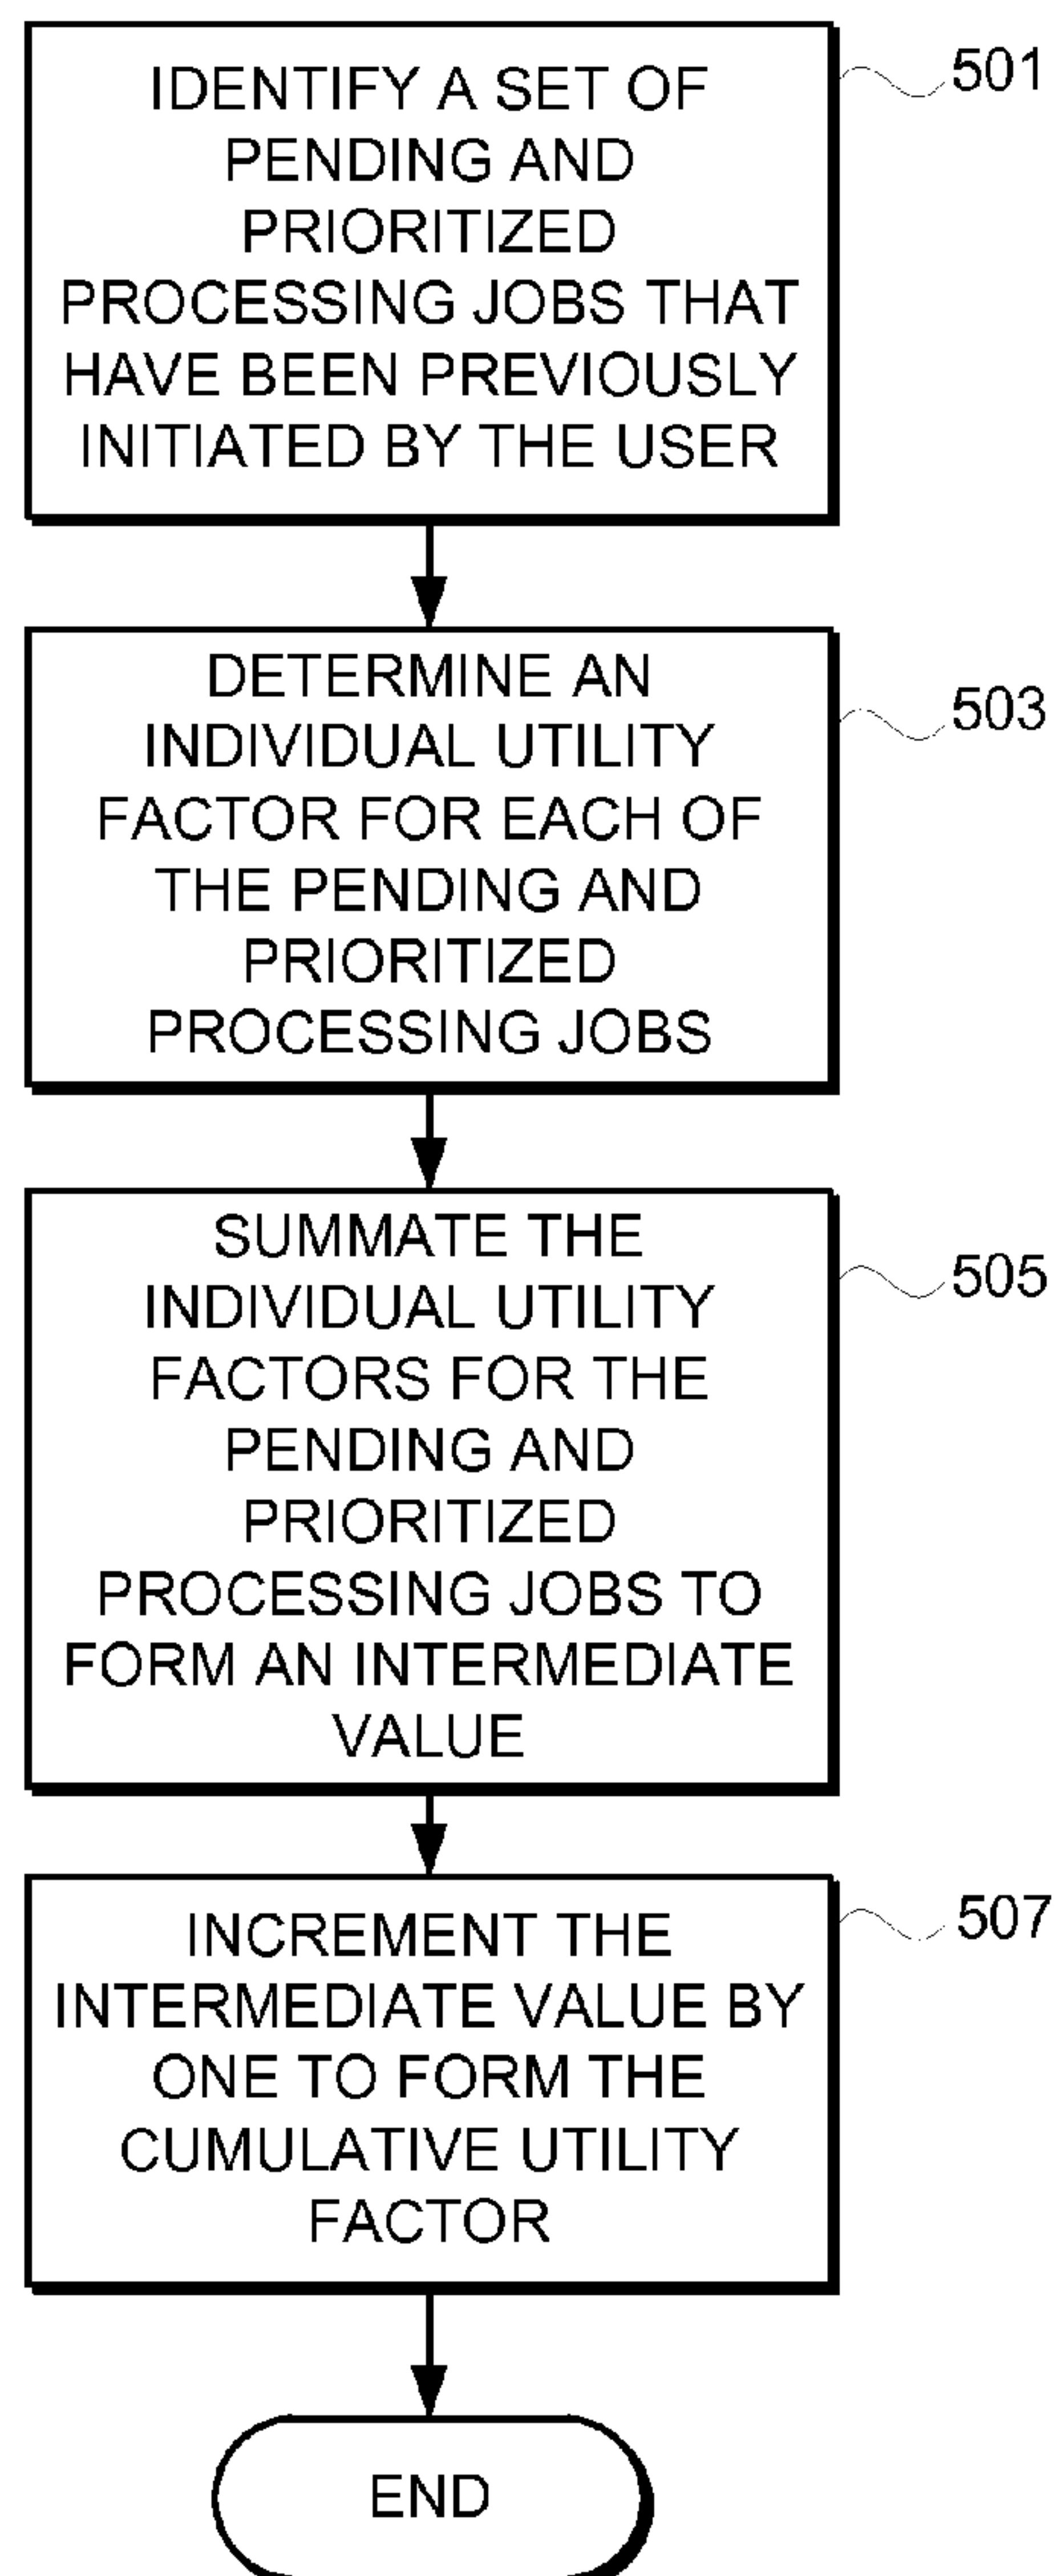 IDENTIFY A SET OF
PENDING AND
PRIORITIZED
PROCESSING JOBS THAT
HAVE BEEN PREVIOUSLY
INITIATED BY THE USER
501
DETERMINE AN
INDIVIDUAL UTILITY
FACTOR FOR EACH OF
THE PENDING AND
PRIORITIZED
PROCESSING JOBS
503
SUMMATE THE
INDIVIDUAL UTILITY
FACTORS FOR THE
PENDING AND
PRIORITIZED
PROCESSING JOBS TO
FORM AN INTERMEDIATE
VALUE
505
INCREMENT THE
INTERMEDIATE VALUE BY
ONE TO FORM THE
CUMULATIVE UTILITY
FACTOR
507
END